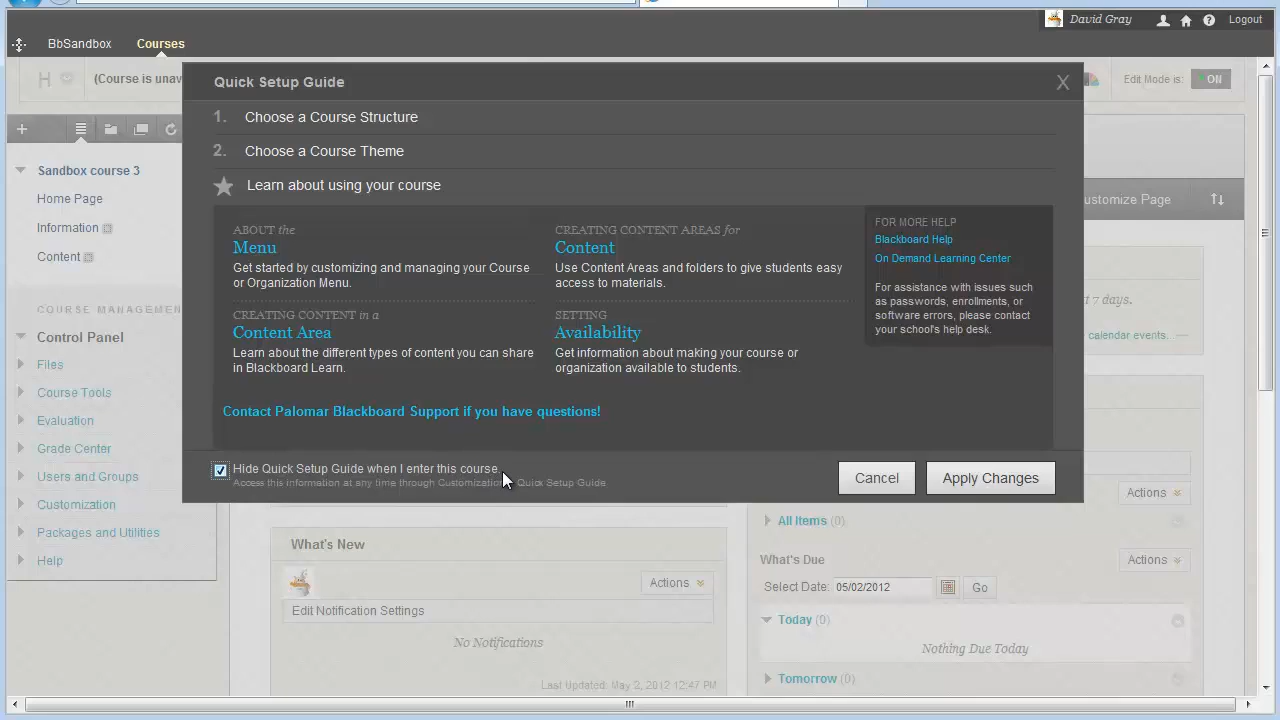 David Gray
Logout
BbSandbox
Courses
(Course is unav
Edit Mode is:
ON
Quick Setup Guide
X
1. Choose a Course Structure
2. Choose a Course Theme
Learn about using your course
ABOUT the
Menu
Get started by customizing and managing your Course
or Organization Menu.
CREATING CONTENT AREAS for
Content
Use Content Areas and folders to give students easy
access to materials.
CREATING CONTENT in a
Content Area
Learn about the different types of content you can share
in Blackboard Learn.
SETTING
Availability
Get information about making your course or
organization available to students.
FOR MORE HELP
Blackboard Help
On Demand Learning Center
For assistance with issues such
as passwords, enrollments, or
software errors, please contact
your school's help desk.
Contact Palomar Blackboard Support if you have questions!
Hide Quick Setup Guide when I enter this course.
Access this information at any time through Customization Quick Setup Guide
Cancel
Apply Changes
Sandbox course 3
Home Page
Information
Content
COURSE MANAGEMEN
Control Panel
Files
Course Tools
Evaluation
Grade Center
Users and Groups
Customization
Packages and Utilities
Help
ustomize Page
t 7 days.
calendar events...
Actions
All Items (0)
What's Due
Actions
Select Date: 05/02/2012
Go
Today (0)
Nothing Due Today
Tomorrow (0)
What's New
Actions
Edit Notification Settings
No Notifications
Last Updated: May 2, 2012 12:47 PM